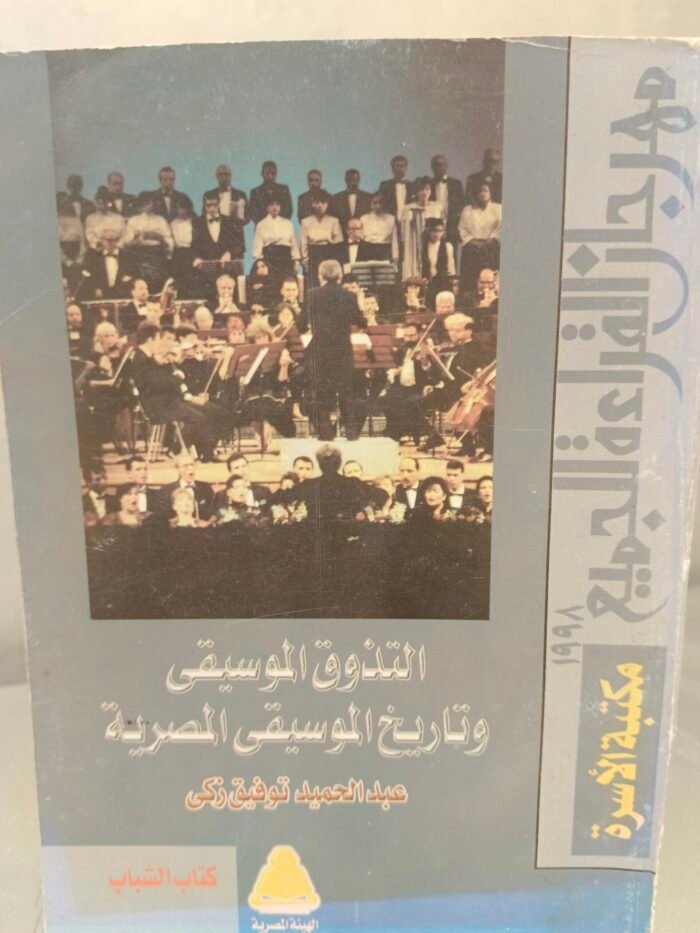 مهرجان القراءة للجميع
١٩٩٨
مكتبة الأسرة
التذوق الموسيقى
وتاريخ الموسيقى المصرية
عبد الحميد توفيق زكى
كتاب الشباب
الهيئة المصرية